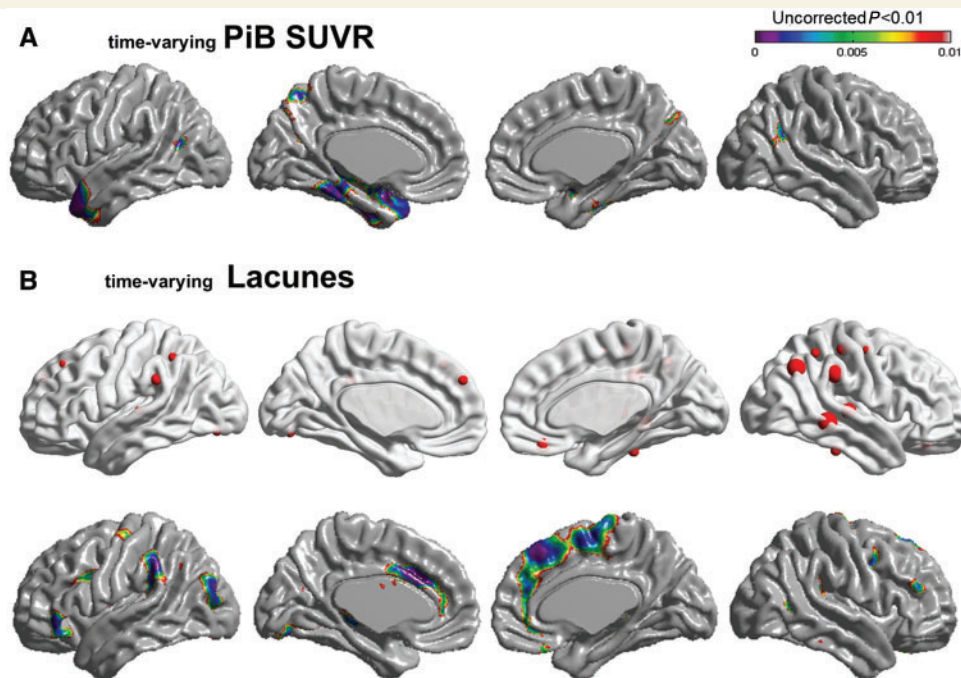 A time-varying PiB SUVR
Uncorrected P<0.01
0 0.005 0.01
B time-varying Lacunes